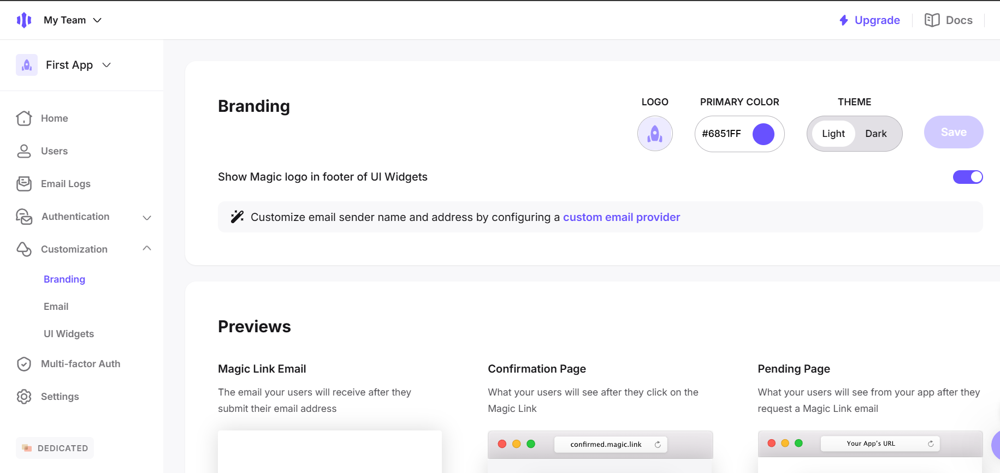 My Team
Upgrade
Docs
First App
Home
Users
Email Logs
Authentication
Customization
Branding
Email
UI Widgets
Multi-factor Auth
Settings
DEDICATED
Branding
LOGO
PRIMARY COLOR
#6851FF
THEME
Light
Dark
Save
Show Magic logo in footer of UI Widgets
Customize email sender name and address by configuring a custom email provider
Previews
Magic Link Email
The email your users will receive after they
submit their email address
Confirmation Page
What your users will see after they click on the
Magic Link
confirmed.magic.link
Pending Page
What your users will see from your app after they
request a Magic Link email
Your App's URL